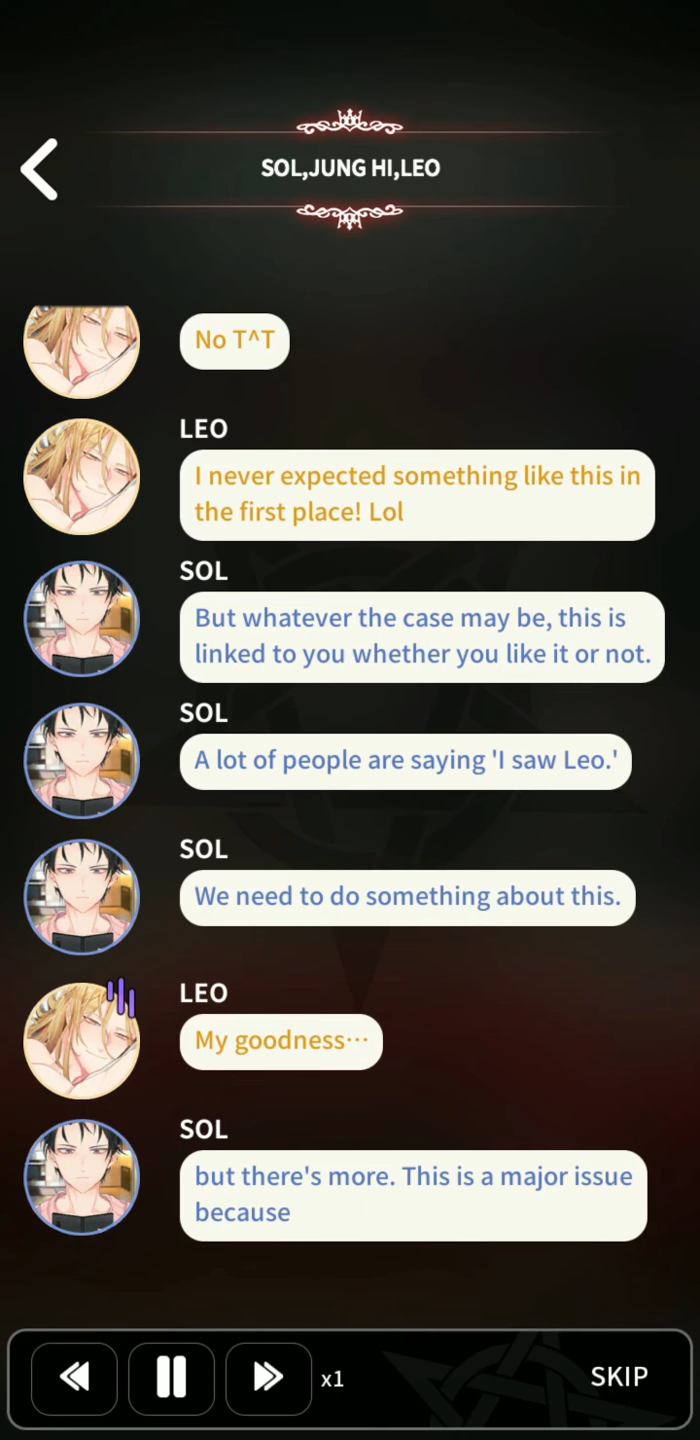 SOL,JUNG HI,LEO
No T^T
LEO
I never expected something like this in
the first place! Lol
SOL
But whatever the case may be, this is
linked to you whether you like it or not.
SOL
A lot of people are saying 'I saw Leo.'
SOL
We need to do something about this.
LEO
My goodness···
SOL
but there's more. This is a major issue
because
x1
SKIP